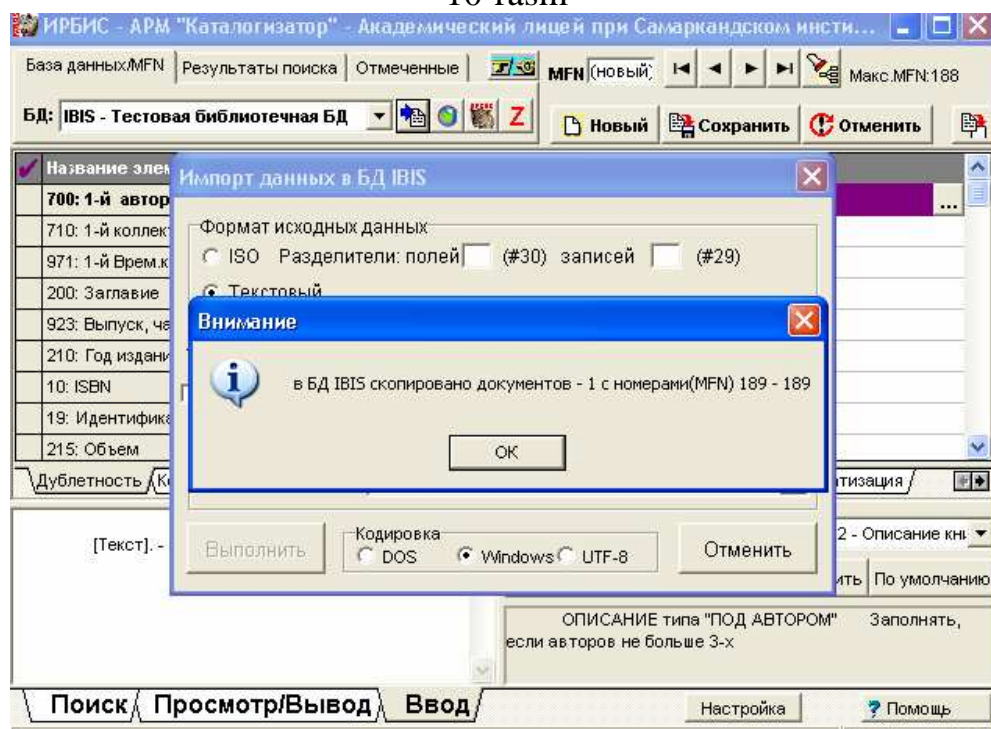 ИРБИС - АРМ "Каталогизатор" - Академический лицей при Самаркандском инсти...
База данных/MFN Результаты поиска Отмеченные MFN (новый) Макс.MFN:188
БД: IBIS - Тестовая библиотечная БД Z Новый Сохранить Отменить
Название элем
700: 1-й автор ...
710: 1-й коллек
971: 1-й Врем.к
200: Заглавие
923: Выпуск, ча
210: Год издани
10: ISBN
19: Идентифика
215: Объем
Дублетность тизация
Импорт данных в БД IBIS
Формат исходных данных
ISO Разделители: полей (#30) записей (#29)
Текстовый
Внимание
в БД IBIS скопировано документов - 1 с номерами(MFN) 189 - 189
ОК
[Текст]. -
Выполнить
Кодировка
DOS Windows UTF-8
Отменить
2 - Описание кни
ить По умолчанию
ОПИСАНИЕ типа "ПОД АВТОРОМ" Заполнять,
если авторов не больше 3-х
Поиск Просмотр/Вывод Ввод
Настройка ? Помощь